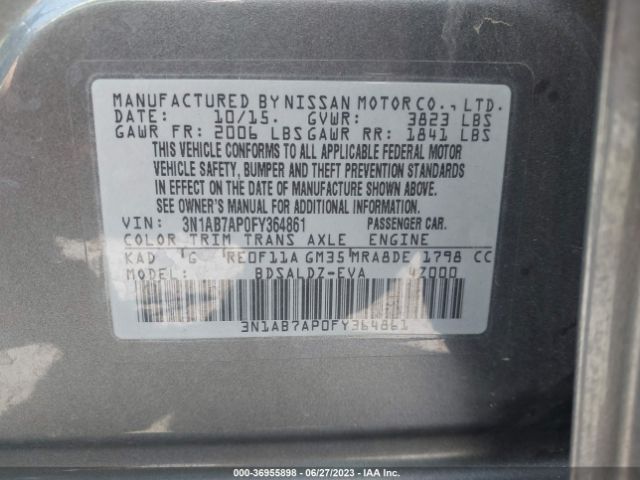 MANUFACTURED BY NISSAN MOTOR CO., LTD.
DATE: 10/15. GVWR: 3823 LBS
GAWR FR: 2006 LBS GAWR RR: 1841 LBS
THIS VEHICLE CONFORMS TO ALL APPLICABLE FEDERAL MOTOR
VEHICLE SAFETY, BUMPER AND THEFT PREVENTION STANDARDS
IN EFFECT ON THE DATE OF MANUFACTURE SHOWN ABOVE.
SEE OWNER'S MANUAL FOR ADDITIONAL INFORMATION.
VIN: 3N1AB7AP0FY364861 PASSENGER CAR.
COLOR TRIM TRANS AXLE ENGINE
KAD G RE0F11A GM35 MRA8DE 1798 CC
MODEL BDSALDZ-EVA 4Z000
3N1AB7AP0FY364861
000-36955898 - 06/27/2023 - IAA Inc.